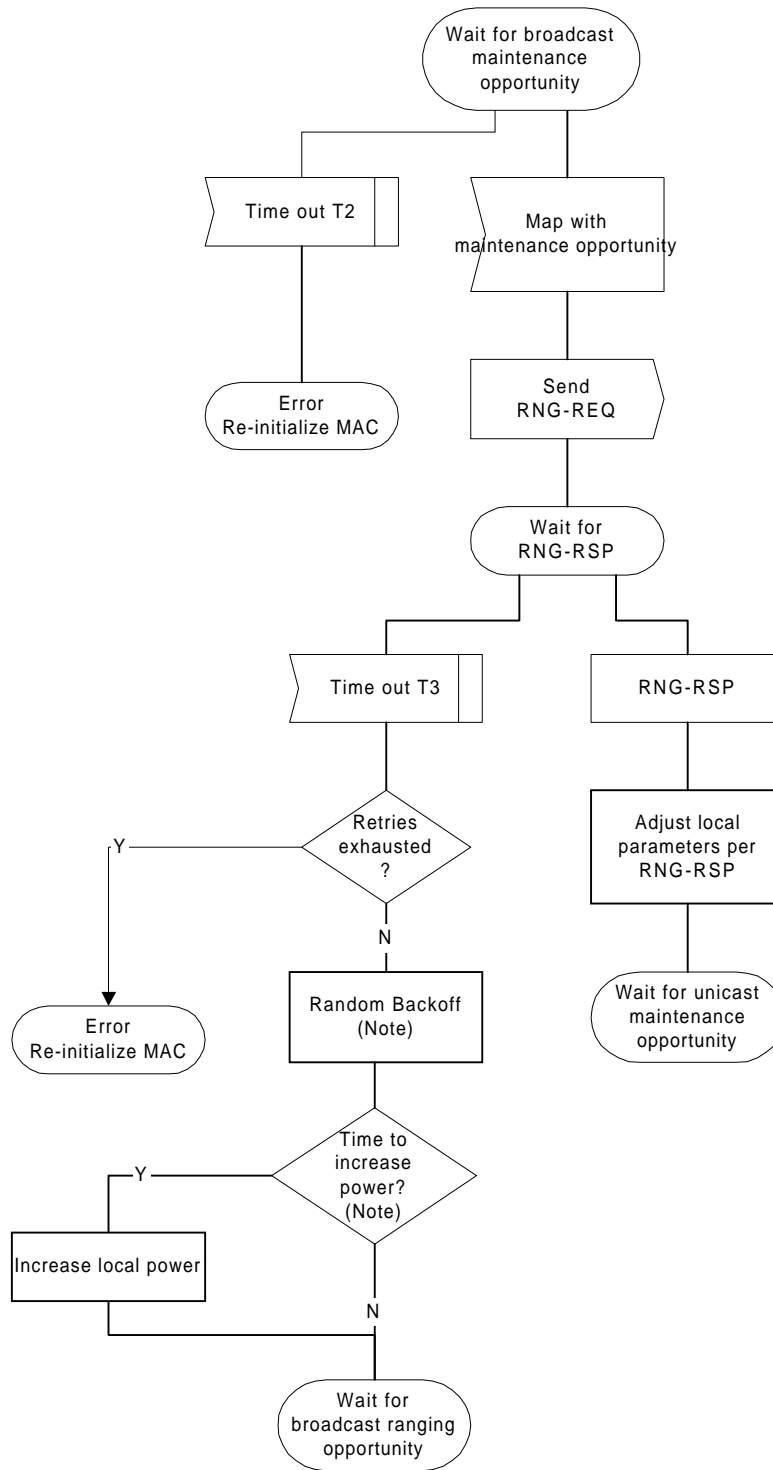 Wait for broadcast
maintenance
opportunity
Time out T2
Map with
maintenance opportunity
Error
Re-initialize MAC
Send
RNG-REQ
Wait for
RNG-RSP
Time out T3
RNG-RSP
Retries
exhausted
?
Y
N
Adjust local
parameters per
RNG-RSP
Error
Re-initialize MAC
Random Backoff
(Note)
Wait for unicast
maintenance
opportunity
Time to
increase
power?
(Note)
Y
Increase local power
N
Wait for
broadcast ranging
opportunity